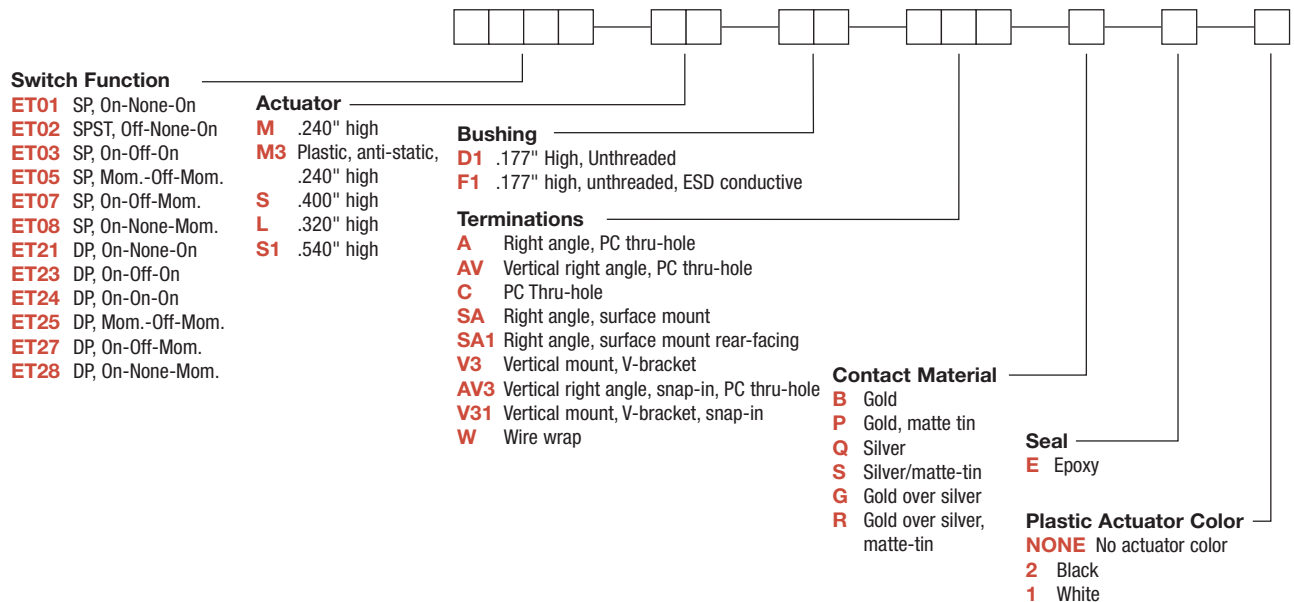 Switch Function
ET01 SP, On-None-On
ET02 SPST, Off-None-On
ET03 SP, On-Off-On
ET05 SP, Mom.-Off-Mom.
ET07 SP, On-Off-Mom.
ET08 SP, On-None-Mom.
ET21 DP, On-None-On
ET23 DP, On-Off-On
ET24 DP, On-On-On
ET25 DP, Mom.-Off-Mom.
ET27 DP, On-Off-Mom.
ET28 DP, On-None-Mom.
Actuator
M .240" high
M3 Plastic, anti-static,
.240" high
S .400" high
L .320" high
S1 .540" high
Bushing
D1 .177" High, Unthreaded
F1 .177" high, unthreaded, ESD conductive
Terminations
A Right angle, PC thru-hole
AV Vertical right angle, PC thru-hole
C PC Thru-hole
SA Right angle, surface mount
SA1 Right angle, surface mount rear-facing
V3 Vertical mount, V-bracket
AV3 Vertical right angle, snap-in, PC thru-hole
V31 Vertical mount, V-bracket, snap-in
W Wire wrap
Contact Material
B Gold
P Gold, matte tin
Q Silver
S Silver/matte-tin
G Gold over silver
R Gold over silver,
matte-tin
Seal
E Epoxy
Plastic Actuator Color
NONE No actuator color
2 Black
1 White